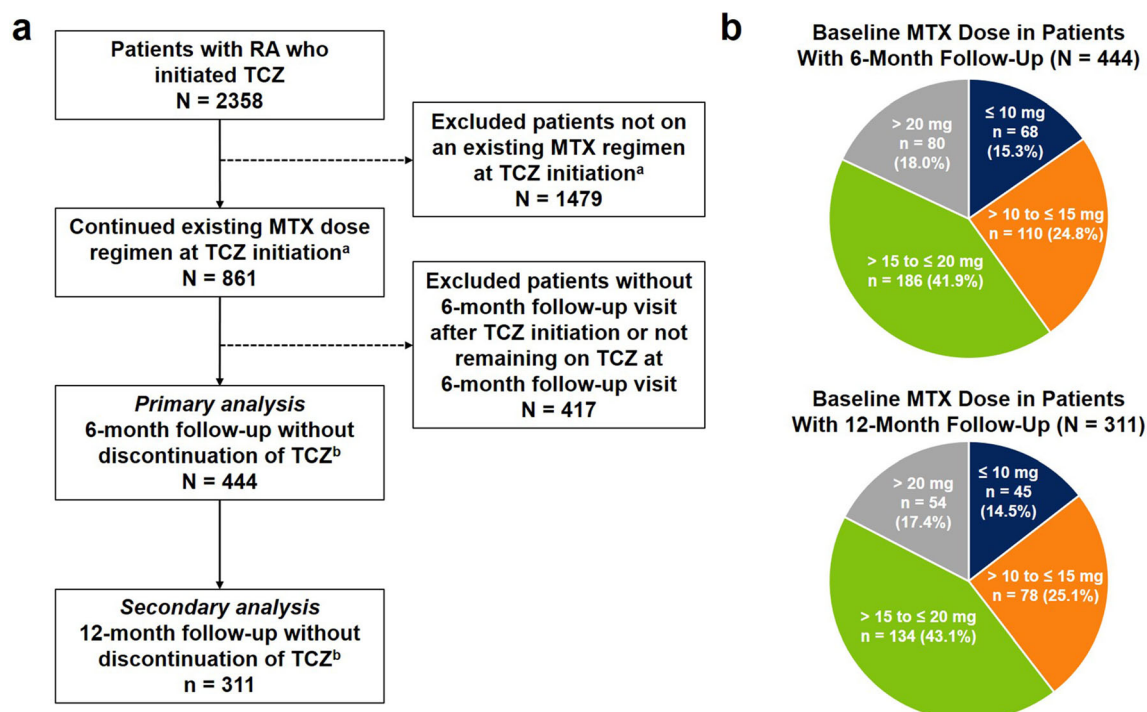 a
Patients with RA who
initiated TCZ
N = 2358
Excluded patients not on
an existing MTX regimen
at TCZ initiationᵃ
N = 1479
Continued existing MTX dose
regimen at TCZ initiationᵃ
N = 861
Excluded patients without
6-month follow-up visit
after TCZ initiation or not
remaining on TCZ at
6-month follow-up visit
N = 417
Primary analysis
6-month follow-up without
discontinuation of TCZᵇ
N = 444
Secondary analysis
12-month follow-up without
discontinuation of TCZᵇ
n = 311
b
Baseline MTX Dose in Patients
With 6-Month Follow-Up (N = 444)
≤ 10 mg
n = 68
(15.3%)
> 10 to ≤ 15 mg
n = 110 (24.8%)
> 15 to ≤ 20 mg
n = 186 (41.9%)
> 20 mg
n = 80
(18.0%)
Baseline MTX Dose in Patients
With 12-Month Follow-Up (N = 311)
≤ 10 mg
n = 45
(14.5%)
> 10 to ≤ 15 mg
n = 78 (25.1%)
> 15 to ≤ 20 mg
n = 134 (43.1%)
> 20 mg
n = 54
(17.4%)